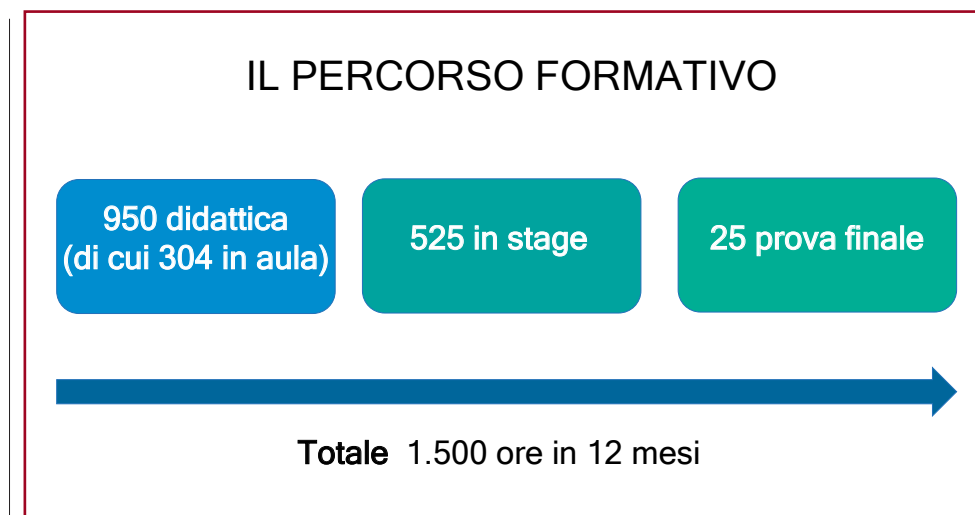 IL PERCORSO FORMATIVO
950 didattica
(di cui 304 in aula)
525 in stage
25 prova finale
Totale 1.500 ore in 12 mesi